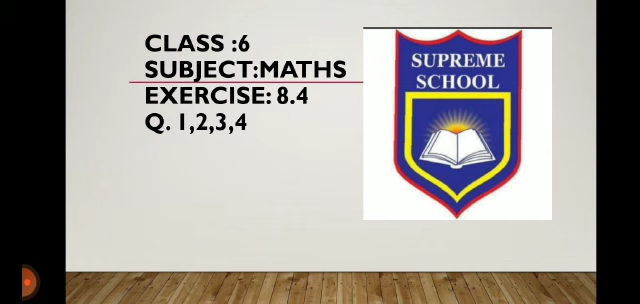 CLASS :6
SUBJECT:MATHS
EXERCISE: 8.4
Q. 1,2,3,4
SUPREME
SCHOOL